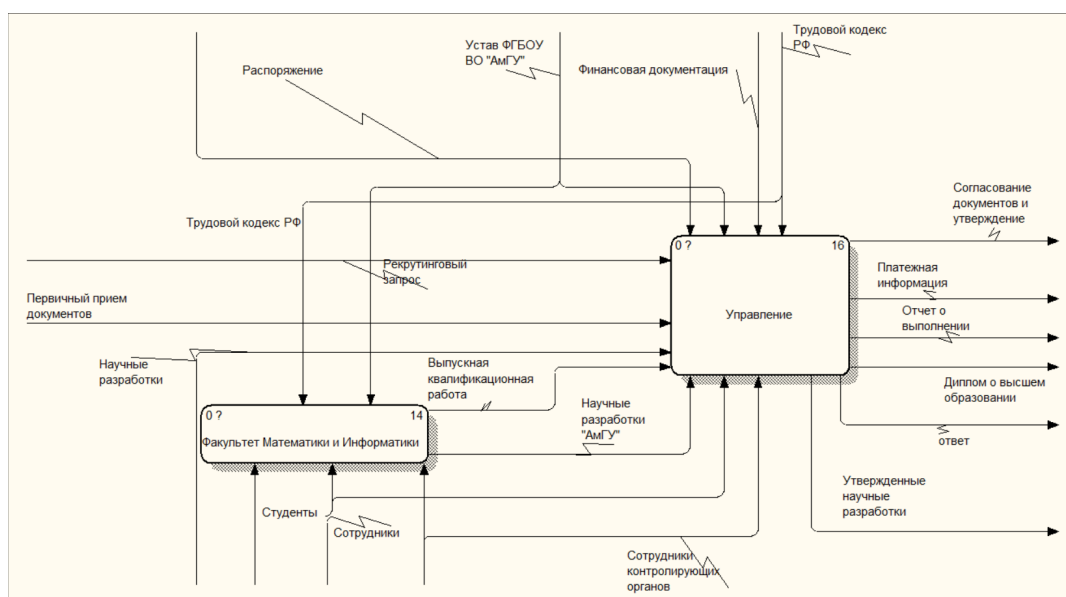 Трудовой кодекс
РФ
Устав ФГБОУ
ВО "АмГУ"
Распоряжение
Финансовая документация
Согласование
документов и
утверждение
Трудовой кодекс РФ
0 ?
16
Рекрутинговый
запрос
Платежная
информация
Первичный прием
документов
Управление
Отчет о
выполнении
Научные
разработки
Выпускная
квалификационная
работа
Диплом о высшем
образовании
Научные
разработки
"АмГУ"
0 ?
14
Факультет Математики и Информатики
ответ
Утвержденные
научные
разработки
Студенты
Сотрудники
Сотрудники
контролирующих
органов